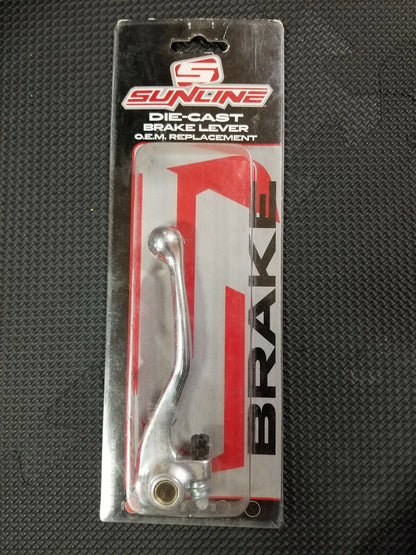 SUNLINE
DIE-CAST
BRAKE LEVER
O.E.M. REPLACEMENT
BRAKE